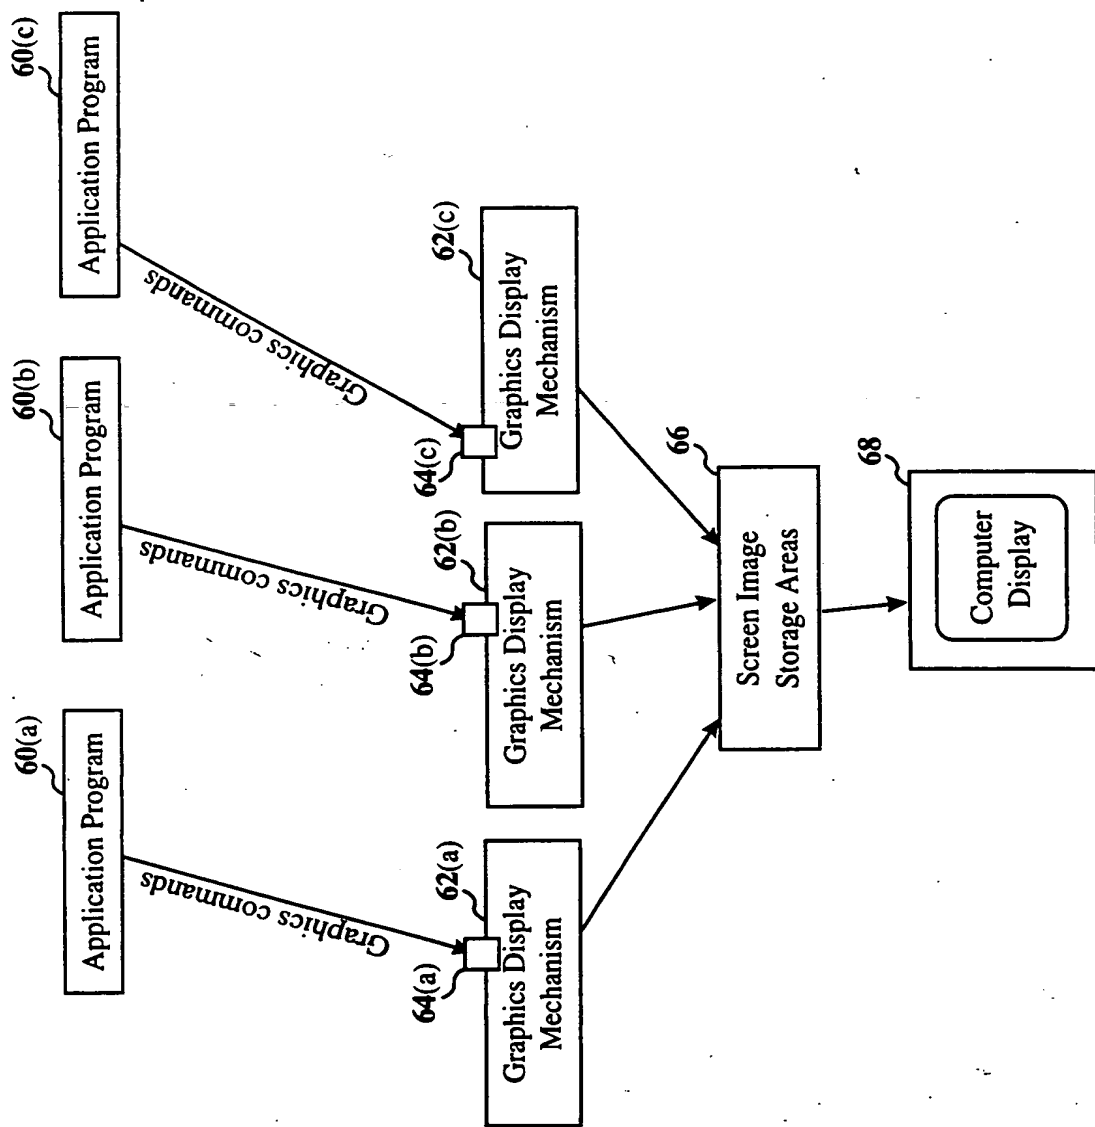 60(a)
Application Program
60(b)
Application Program
60(c)
Application Program
Graphics commands
Graphics commands
Graphics commands
64(a)
62(a)
Graphics Display
Mechanism
64(b)
62(b)
Graphics Display
Mechanism
64(c)
62(c)
Graphics Display
Mechanism
66
Screen Image
Storage Areas
68
Computer
Display